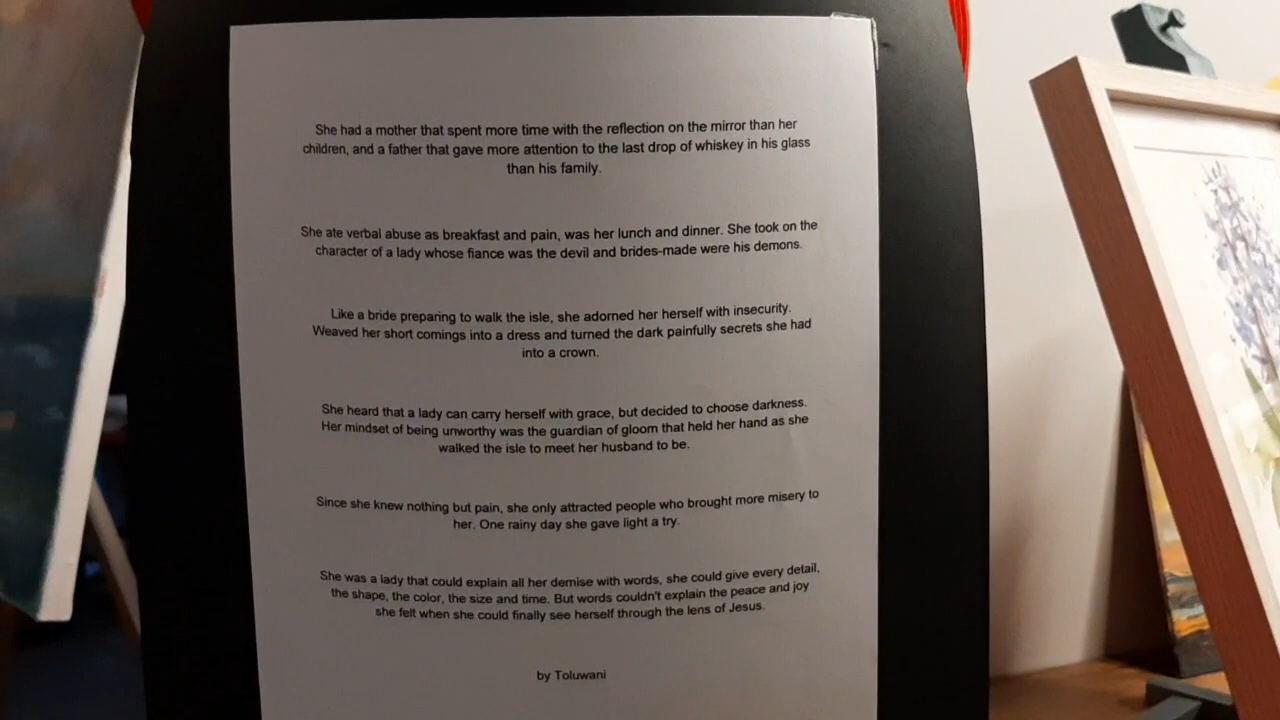 She had a mother that spent more time with the reflection on the mirror than her
children, and a father that gave more attention to the last drop of whiskey in his glass
than his family.
She ate verbal abuse as breakfast and pain, was her lunch and dinner. She took on the
character of a lady whose fiance was the devil and brides-made were his demons.
Like a bride preparing to walk the isle, she adorned her herself with insecurity.
Weaved her short comings into a dress and turned the dark painfully secrets she had
into a crown.
She heard that a lady can carry herself with grace, but decided to choose darkness.
Her mindset of being unworthy was the guardian of gloom that held her hand as she
walked the isle to meet her husband to be.
Since she knew nothing but pain, she only attracted people who brought more misery to
her. One rainy day she gave light a try.
She was a lady that could explain all her demise with words, she could give every detail,
the shape, the color, the size and time. But words couldn't explain the peace and joy
she felt when she could finally see herself through the lens of Jesus.
by Toluwani